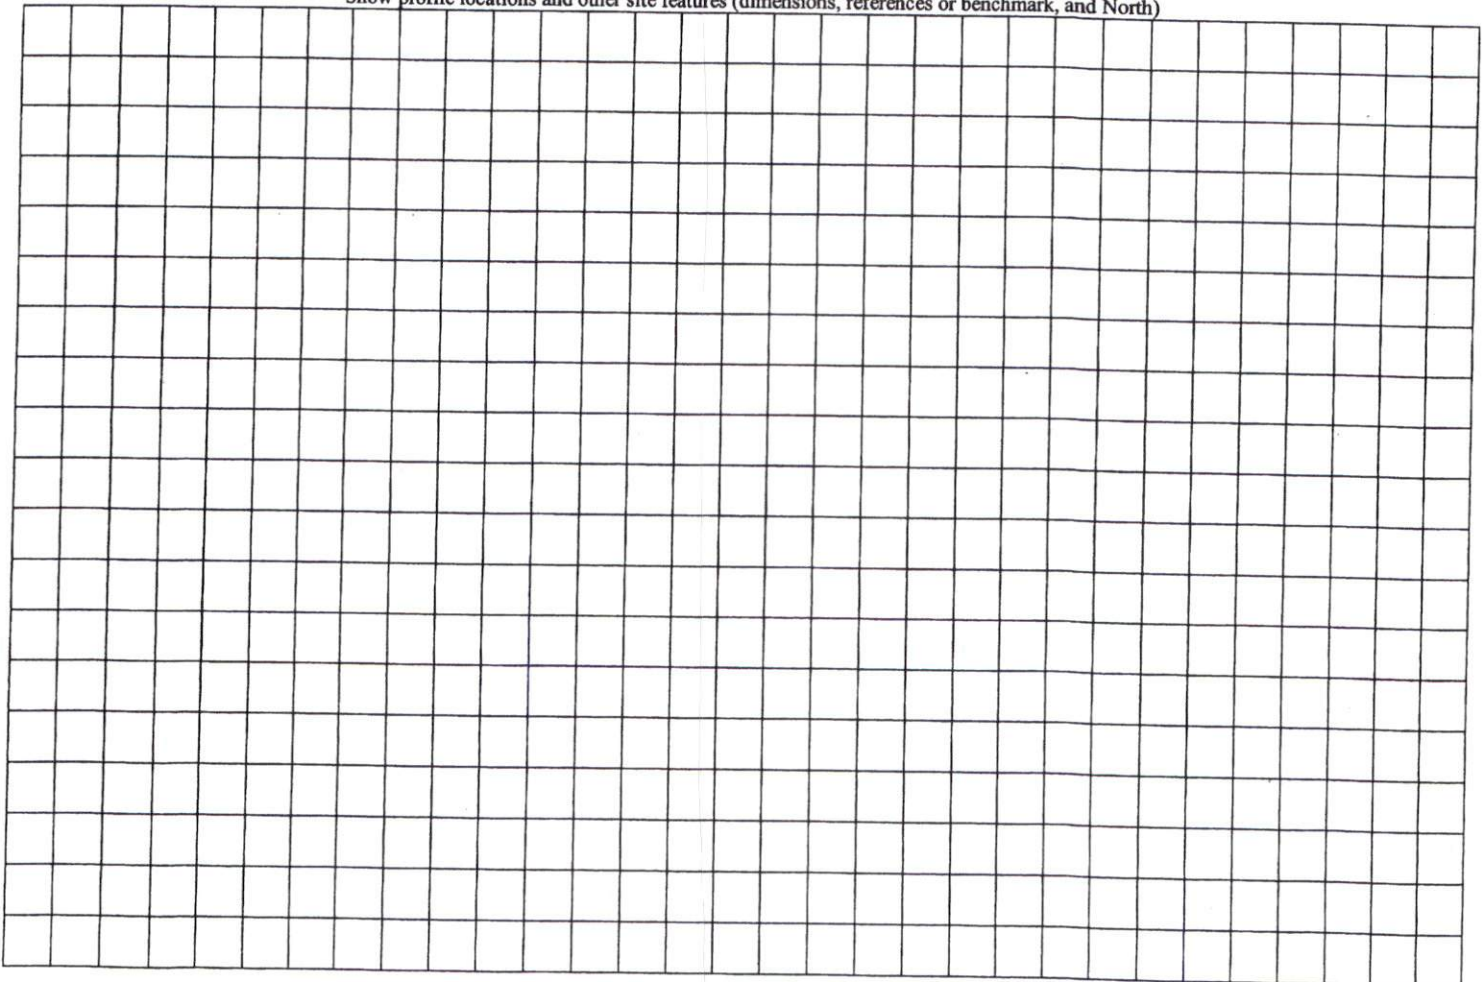 Show profile locations and other site features (dimensions, references or benchmark, and North)